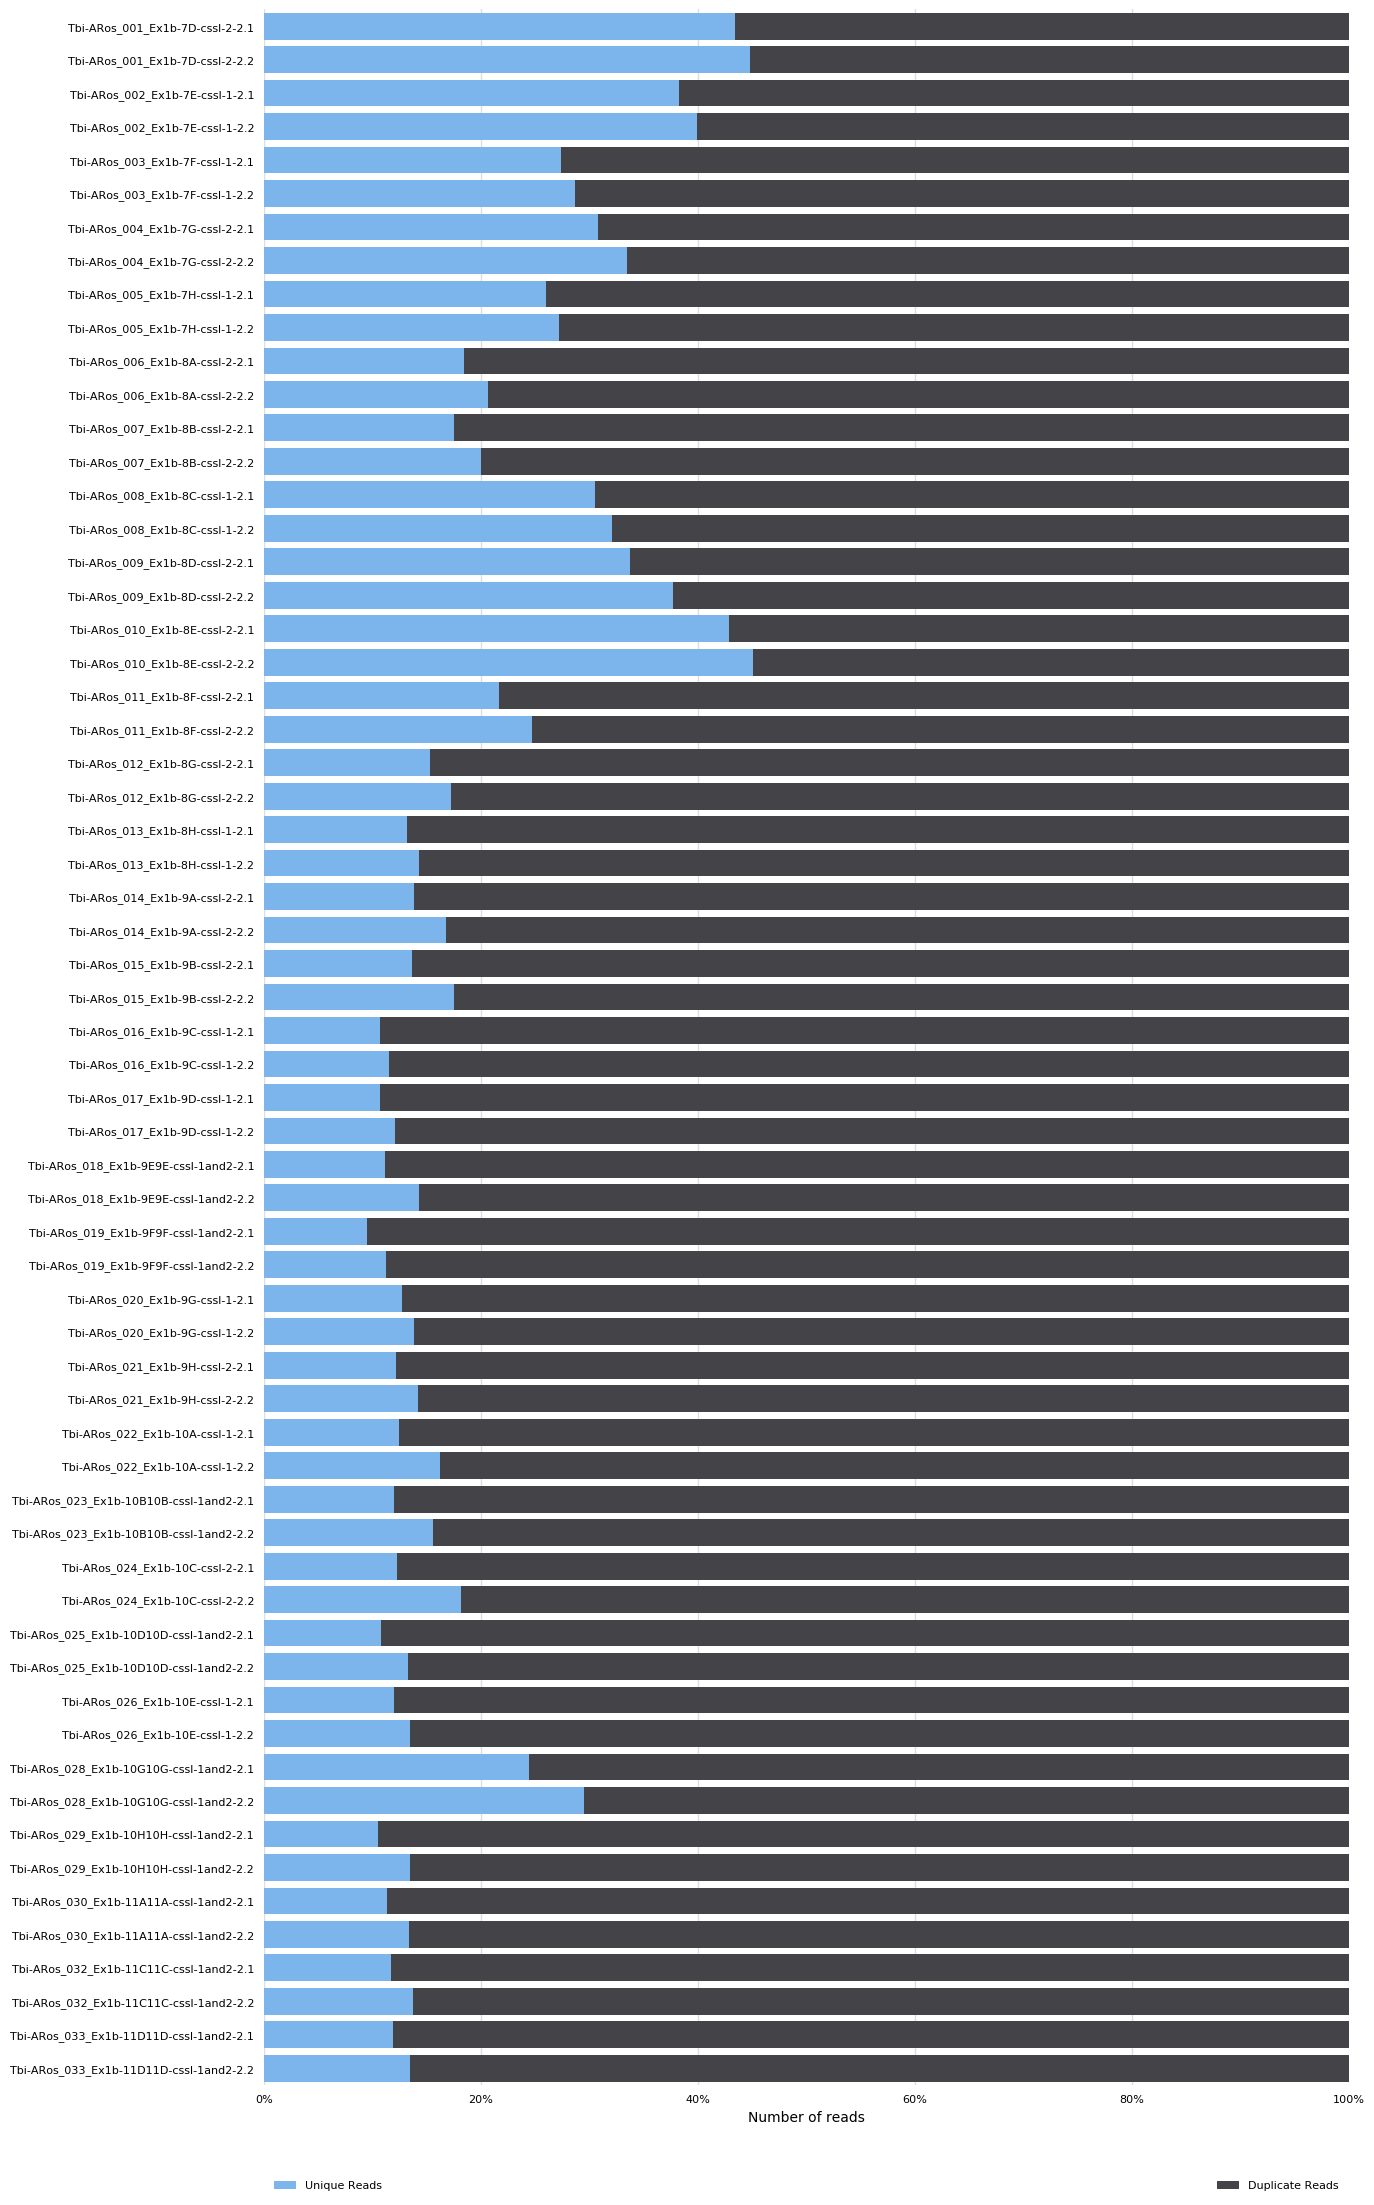 Tbi-ARos_001_Ex1b-7D-cssl-2-2.1
Tbi-ARos_001_Ex1b-7D-cssl-2-2.2
Tbi-ARos_002_Ex1b-7E-cssl-1-2.1
Tbi-ARos_002_Ex1b-7E-cssl-1-2.2
Tbi-ARos_003_Ex1b-7F-cssl-1-2.1
Tbi-ARos_003_Ex1b-7F-cssl-1-2.2
Tbi-ARos_004_Ex1b-7G-cssl-2-2.1
Tbi-ARos_004_Ex1b-7G-cssl-2-2.2
Tbi-ARos_005_Ex1b-7H-cssl-1-2.1
Tbi-ARos_005_Ex1b-7H-cssl-1-2.2
Tbi-ARos_006_Ex1b-8A-cssl-2-2.1
Tbi-ARos_006_Ex1b-8A-cssl-2-2.2
Tbi-ARos_007_Ex1b-8B-cssl-2-2.1
Tbi-ARos_007_Ex1b-8B-cssl-2-2.2
Tbi-ARos_008_Ex1b-8C-cssl-1-2.1
Tbi-ARos_008_Ex1b-8C-cssl-1-2.2
Tbi-ARos_009_Ex1b-8D-cssl-2-2.1
Tbi-ARos_009_Ex1b-8D-cssl-2-2.2
Tbi-ARos_010_Ex1b-8E-cssl-2-2.1
Tbi-ARos_010_Ex1b-8E-cssl-2-2.2
Tbi-ARos_011_Ex1b-8F-cssl-2-2.1
Tbi-ARos_011_Ex1b-8F-cssl-2-2.2
Tbi-ARos_012_Ex1b-8G-cssl-2-2.1
Tbi-ARos_012_Ex1b-8G-cssl-2-2.2
Tbi-ARos_013_Ex1b-8H-cssl-1-2.1
Tbi-ARos_013_Ex1b-8H-cssl-1-2.2
Tbi-ARos_014_Ex1b-9A-cssl-2-2.1
Tbi-ARos_014_Ex1b-9A-cssl-2-2.2
Tbi-ARos_015_Ex1b-9B-cssl-2-2.1
Tbi-ARos_015_Ex1b-9B-cssl-2-2.2
Tbi-ARos_016_Ex1b-9C-cssl-1-2.1
Tbi-ARos_016_Ex1b-9C-cssl-1-2.2
Tbi-ARos_017_Ex1b-9D-cssl-1-2.1
Tbi-ARos_017_Ex1b-9D-cssl-1-2.2
Tbi-ARos_018_Ex1b-9E9E-cssl-1and2-2.1
Tbi-ARos_018_Ex1b-9E9E-cssl-1and2-2.2
Tbi-ARos_019_Ex1b-9F9F-cssl-1and2-2.1
Tbi-ARos_019_Ex1b-9F9F-cssl-1and2-2.2
Tbi-ARos_020_Ex1b-9G-cssl-1-2.1
Tbi-ARos_020_Ex1b-9G-cssl-1-2.2
Tbi-ARos_021_Ex1b-9H-cssl-2-2.1
Tbi-ARos_021_Ex1b-9H-cssl-2-2.2
Tbi-ARos_022_Ex1b-10A-cssl-1-2.1
Tbi-ARos_022_Ex1b-10A-cssl-1-2.2
Tbi-ARos_023_Ex1b-10B10B-cssl-1and2-2.1
Tbi-ARos_023_Ex1b-10B10B-cssl-1and2-2.2
Tbi-ARos_024_Ex1b-10C-cssl-2-2.1
Tbi-ARos_024_Ex1b-10C-cssl-2-2.2
Tbi-ARos_025_Ex1b-10D10D-cssl-1and2-2.1
Tbi-ARos_025_Ex1b-10D10D-cssl-1and2-2.2
Tbi-ARos_026_Ex1b-10E-cssl-1-2.1
Tbi-ARos_026_Ex1b-10E-cssl-1-2.2
Tbi-ARos_028_Ex1b-10G10G-cssl-1and2-2.1
Tbi-ARos_028_Ex1b-10G10G-cssl-1and2-2.2
Tbi-ARos_029_Ex1b-10H10H-cssl-1and2-2.1
Tbi-ARos_029_Ex1b-10H10H-cssl-1and2-2.2
Tbi-ARos_030_Ex1b-11A11A-cssl-1and2-2.1
Tbi-ARos_030_Ex1b-11A11A-cssl-1and2-2.2
Tbi-ARos_032_Ex1b-11C11C-cssl-1and2-2.1
Tbi-ARos_032_Ex1b-11C11C-cssl-1and2-2.2
Tbi-ARos_033_Ex1b-11D11D-cssl-1and2-2.1
Tbi-ARos_033_Ex1b-11D11D-cssl-1and2-2.2
0% 20% 40% 60% 80% 100%
Number of reads
Unique Reads Duplicate Reads